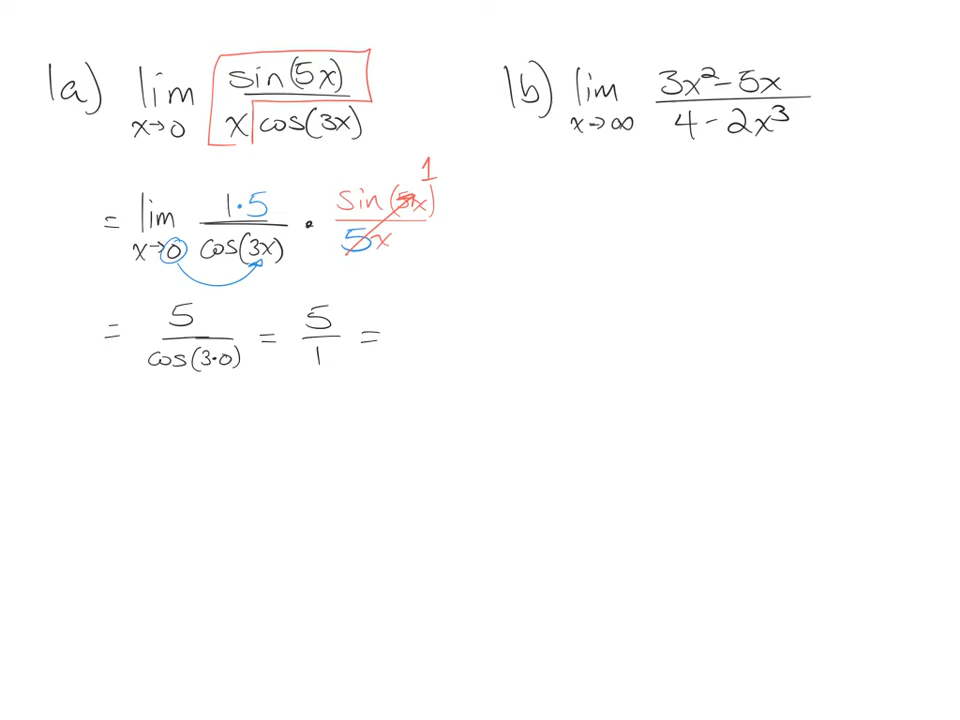 1a) lim x→0 sin(5x) / x cos(3x)
= lim x→0 1·5 / cos(3x) · sin(5x) / 5x 1
= 5 / cos(3·0) = 5 / 1 =
1b) lim x→∞ 3x² - 5x / 4 - 2x³